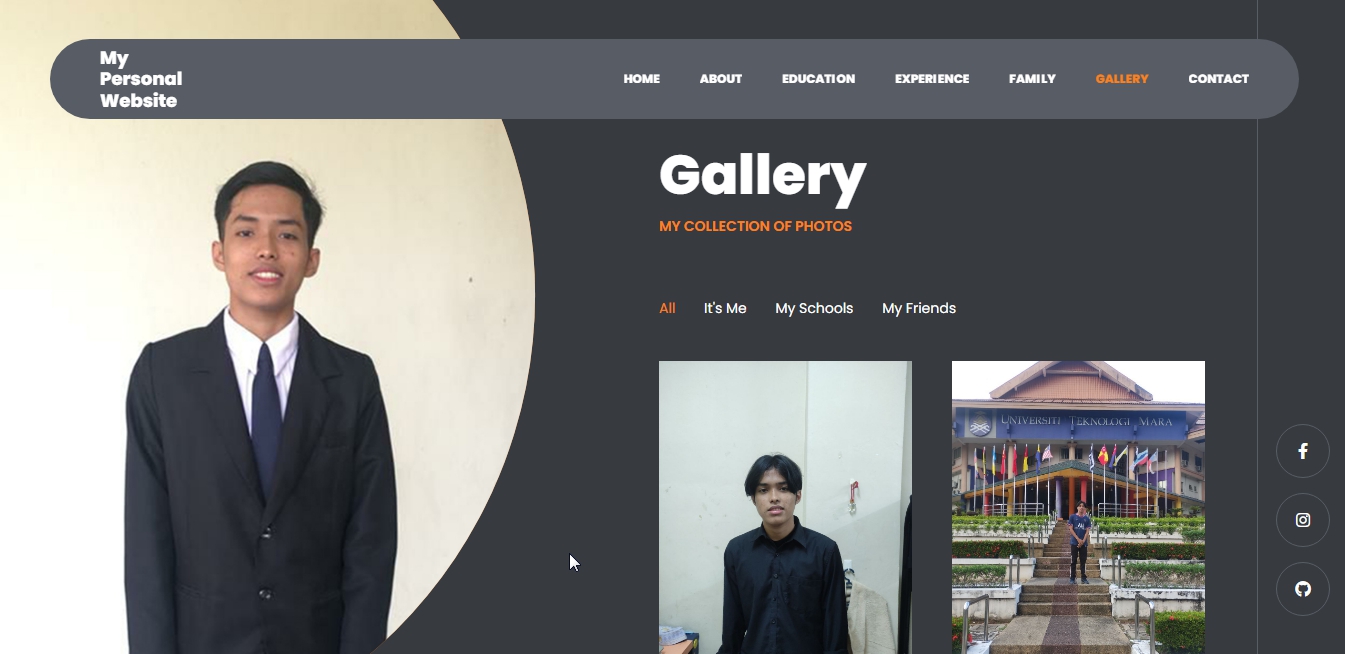 My
Personal
Website
HOME ABOUT EDUCATION EXPERIENCE FAMILY GALLERY CONTACT
Gallery
MY COLLECTION OF PHOTOS
All It's Me My Schools My Friends
UNIVERSITI TEKNOLOGI MARA